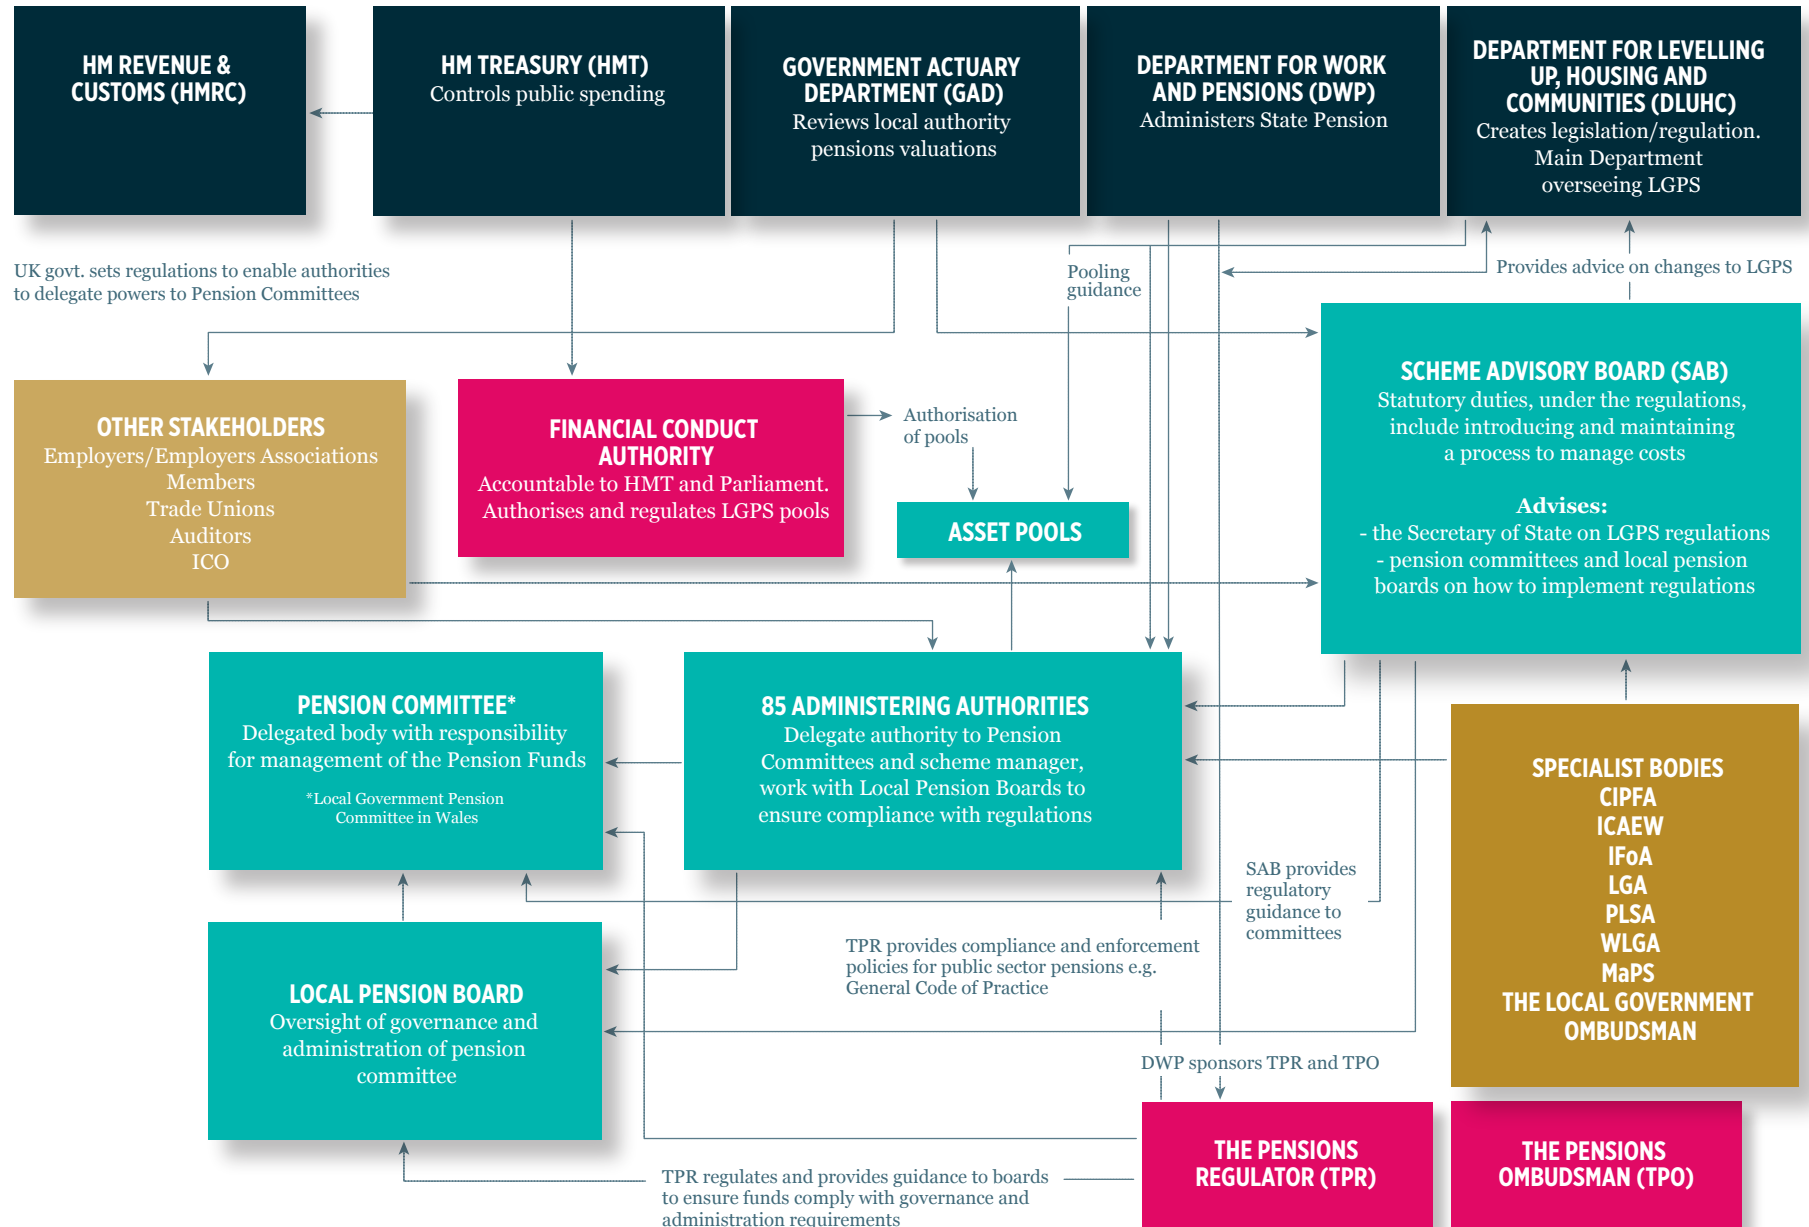 HM REVENUE &
CUSTOMS (HMRC)
HM TREASURY (HMT)
Controls public spending
GOVERNMENT ACTUARY
DEPARTMENT (GAD)
Reviews local authority
pensions valuations
DEPARTMENT FOR WORK
AND PENSIONS (DWP)
Administers State Pension
DEPARTMENT FOR LEVELLING
UP, HOUSING AND
COMMUNITIES (DLUHC)
Creates legislation/regulation.
Main Department
overseeing LGPS
UK govt. sets regulations to enable authorities
to delegate powers to Pension Committees
Pooling
guidance
Provides advice on changes to LGPS
OTHER STAKEHOLDERS
Employers/Employers Associations
Members
Trade Unions
Auditors
ICO
FINANCIAL CONDUCT
AUTHORITY
Accountable to HMT and Parliament.
Authorises and regulates LGPS pools
Authorisation
of pools
ASSET POOLS
SCHEME ADVISORY BOARD (SAB)
Statutory duties, under the regulations,
include introducing and maintaining
a process to manage costs
Advises:
- the Secretary of State on LGPS regulations
- pension committees and local pension
boards on how to implement regulations
PENSION COMMITTEE*
Delegated body with responsibility
for management of the Pension Funds
*Local Government Pension
Committee in Wales
85 ADMINISTERING AUTHORITIES
Delegate authority to Pension
Committees and scheme manager,
work with Local Pension Boards to
ensure compliance with regulations
SPECIALIST BODIES
CIPFA
ICAEW
IFoA
LGA
PLSA
WLGA
MaPS
THE LOCAL GOVERNMENT
OMBUDSMAN
SAB provides
regulatory
guidance to
committees
TPR provides compliance and enforcement
policies for public sector pensions e.g.
General Code of Practice
LOCAL PENSION BOARD
Oversight of governance and
administration of pension
committee
DWP sponsors TPR and TPO
THE PENSIONS
REGULATOR (TPR)
THE PENSIONS
OMBUDSMAN (TPO)
TPR regulates and provides guidance to boards
to ensure funds comply with governance and
administration requirements